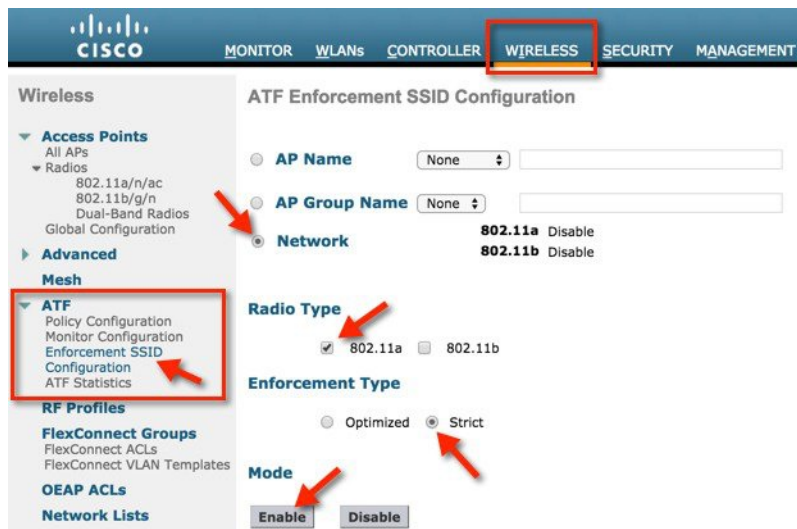 CISCO
MONITOR WLANs CONTROLLER WIRELESS SECURITY MANAGEMENT
Wireless
Access Points
All APs
Radios
802.11a/n/ac
802.11b/g/n
Dual-Band Radios
Global Configuration
Advanced
Mesh
ATF
Policy Configuration
Monitor Configuration
Enforcement SSID
Configuration
ATF Statistics
RF Profiles
FlexConnect Groups
FlexConnect ACLs
FlexConnect VLAN Templates
OEAP ACLs
Network Lists
ATF Enforcement SSID Configuration
AP Name None
AP Group Name None
Network
802.11a Disable
802.11b Disable
Radio Type
802.11a 802.11b
Enforcement Type
Optimized Strict
Mode
Enable Disable